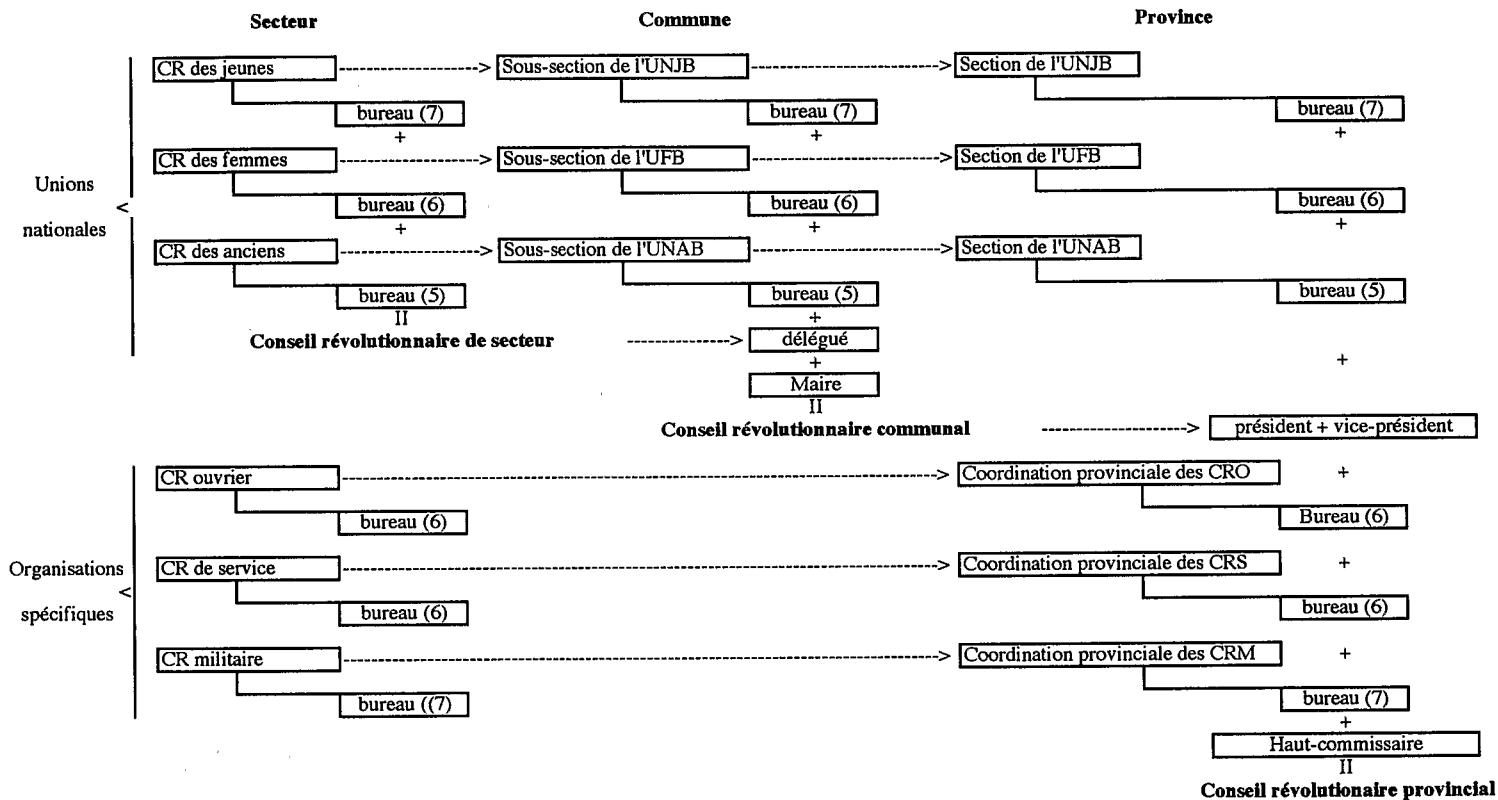 Secteur Commune Province
CR des jeunes -----------------> Sous-section de l'UNJB -----------------> Section de l'UNJB
bureau (7) bureau (7) bureau (7)
+ + +
CR des femmes -----------------> Sous-section de l'UFB -----------------> Section de l'UFB
Unions
bureau (6) bureau (6) bureau (6)
<
nationales
+ + +
CR des anciens -----------------> Sous-section de l'UNAB -----------------> Section de l'UNAB
bureau (5) bureau (5) bureau (5)
II +
Conseil révolutionnaire de secteur -----------> délégué
+ +
Maire
II
Conseil révolutionnaire communal ---------------> président + vice-président
CR ouvrier -----------------> Coordination provinciale des CRO +
bureau (6) Bureau (6)
Organisations
CR de service -----------------> Coordination provinciale des CRS +
<
spécifiques
bureau (6) bureau (6)
CR militaire -----------------> Coordination provinciale des CRM +
bureau ((7) bureau (7)
+
Haut-commissaire
II
Conseil révolutionaire provincial